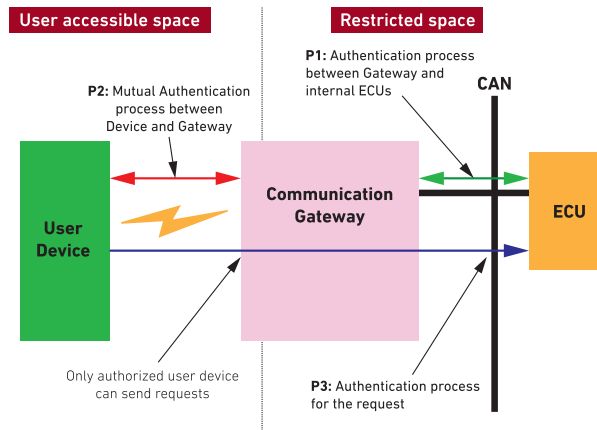 User accessible space
Restricted space
P1: Authentication process
between Gateway and
internal ECUs
CAN
P2: Mutual Authentication
process between
Device and Gateway
Communication
Gateway
User
Device
ECU
Only authorized user device
can send requests
P3: Authentication process
for the request